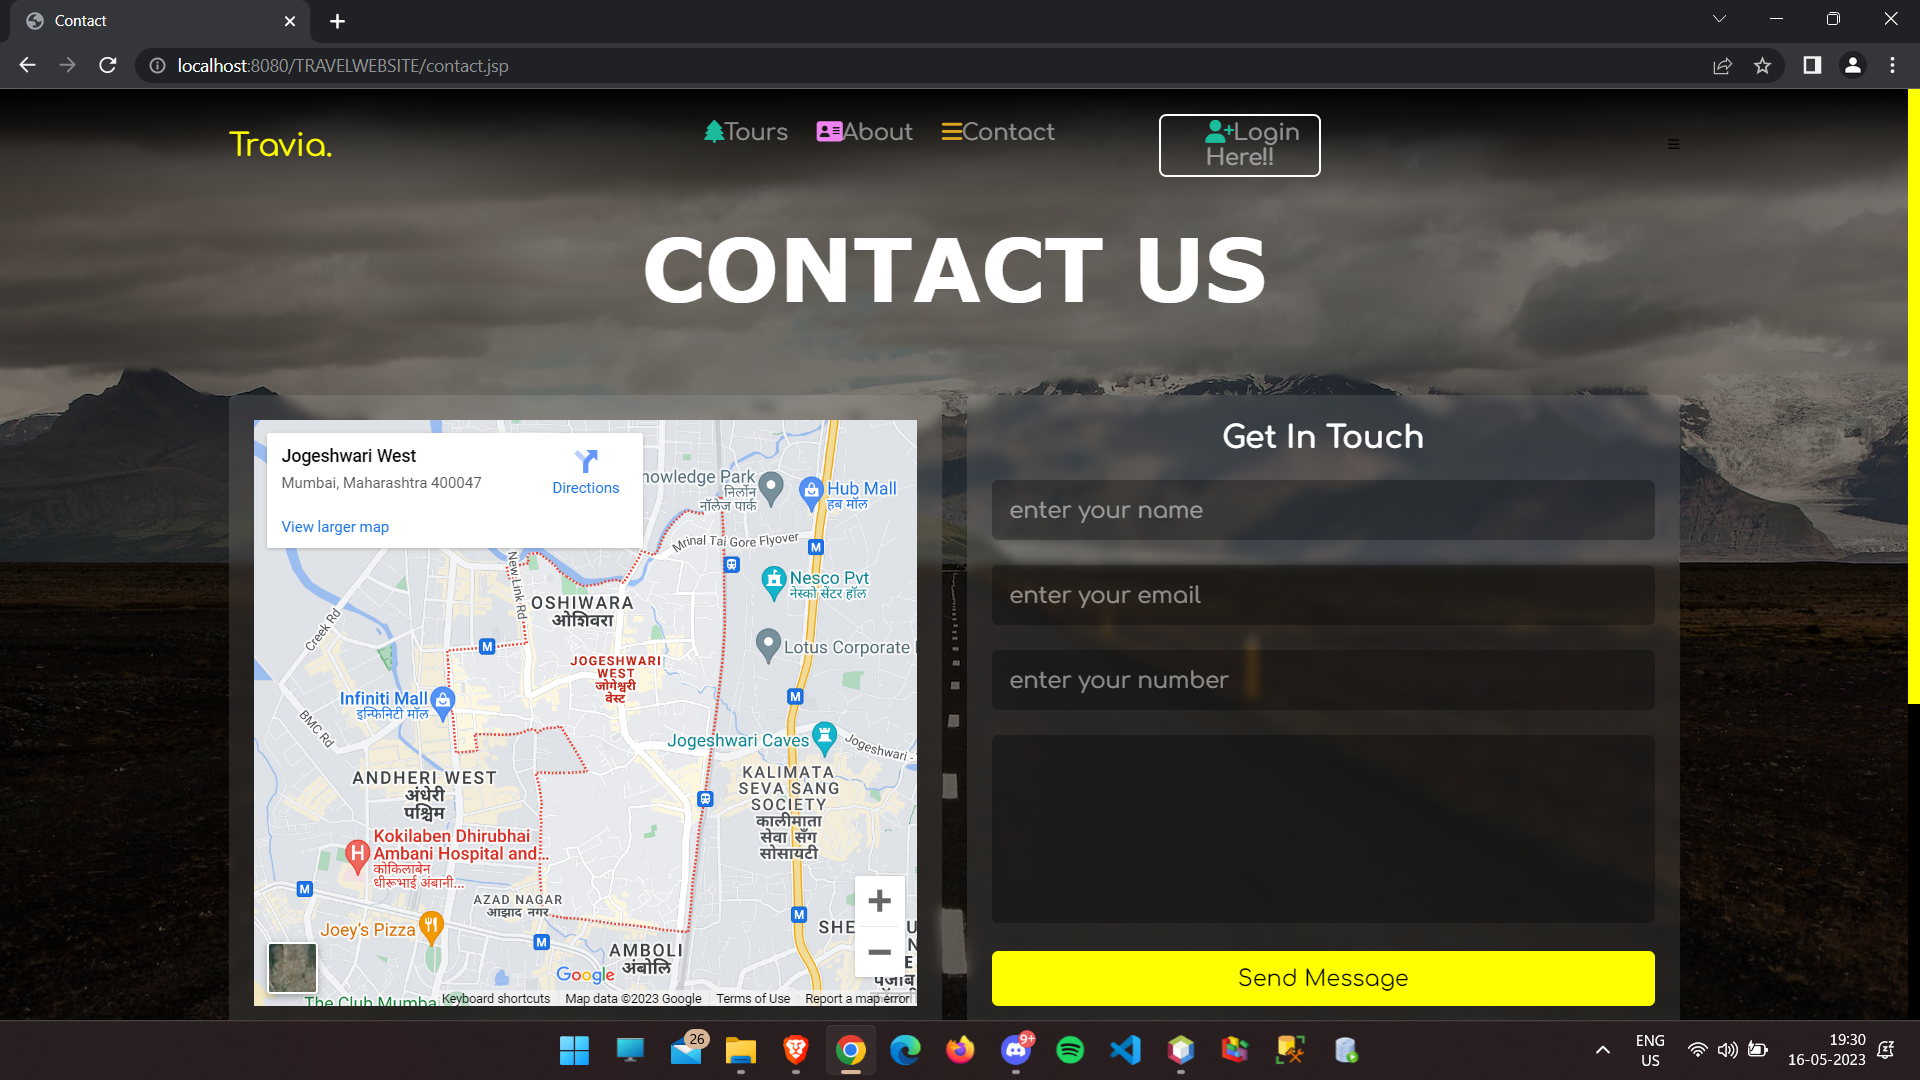 Contact
localhost:8080/TRAVELWEBSITE/contact.jsp
Travia.
Tours
About
Contact
Login
Here!!
CONTACT US
Jogeshwari West
Mumbai, Maharashtra 400047
Directions
View larger map
nowledge Park
निर्लोन
नॉलेज पार्क
Hub Mall
हब मॉल
Mrinal Tai Gore Flyover
M
New Link Rd
Nesco Pvt
नेस्को सेंटर हॉल
OSHIWARA
ओशिवरा
Creek Rd
M
Lotus Corporate
JOGESHWARI
WEST
जोगेश्वरी
वेस्ट
M
Infiniti Mall
इन्फिनिटी मॉल
BMC Rd
Jogeshwari Caves
Jogeshwari -
ANDHERI WEST
अंधेरी
पश्चिम
KALIMATA
SEVA SANG
SOCIETY
कालीमाता
सेवा सँग
सोसायटी
Kokilaben Dhirubhai
Ambani Hospital and...
कोकिलाबेन
धीरूभाई अंबानी...
H
M
AZAD NAGAR
आझाद नगर
Joey's Pizza
M
M
SHE
U
N
E
पंजाब
AMBOLI
अंबोलि
Google
The Club Mumba
Keyboard shortcuts
Map data ©2023 Google
Terms of Use
Report a map error
Get In Touch
enter your name
enter your email
enter your number
Send Message
26
9+
ENG
US
19:30
16-05-2023